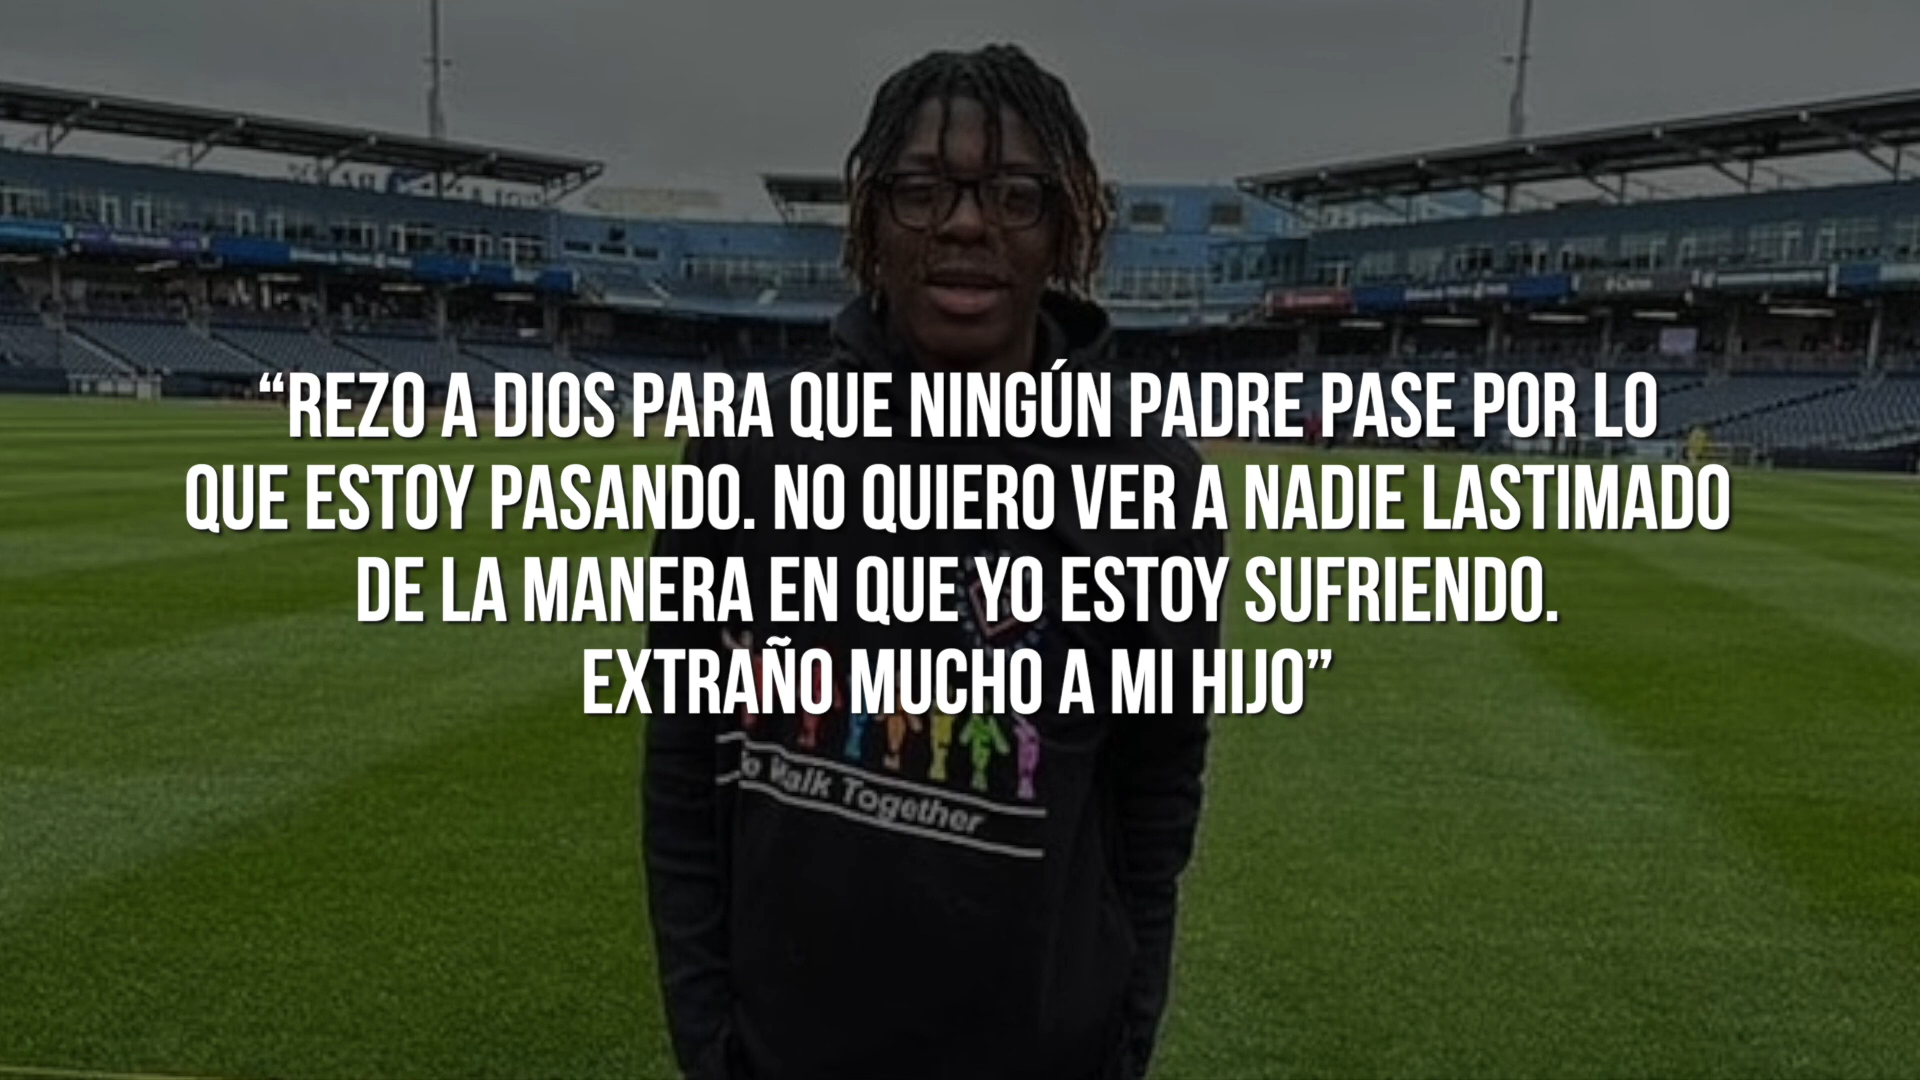 “REZO A DIOS PARA QUE NINGÚN PADRE PASE POR LO
QUE ESTOY PASANDO. NO QUIERO VER A NADIE LASTIMADO
DE LA MANERA EN QUE YO ESTOY SUFRIENDO.
EXTRAÑO MUCHO A MI HIJO”
Walk Together